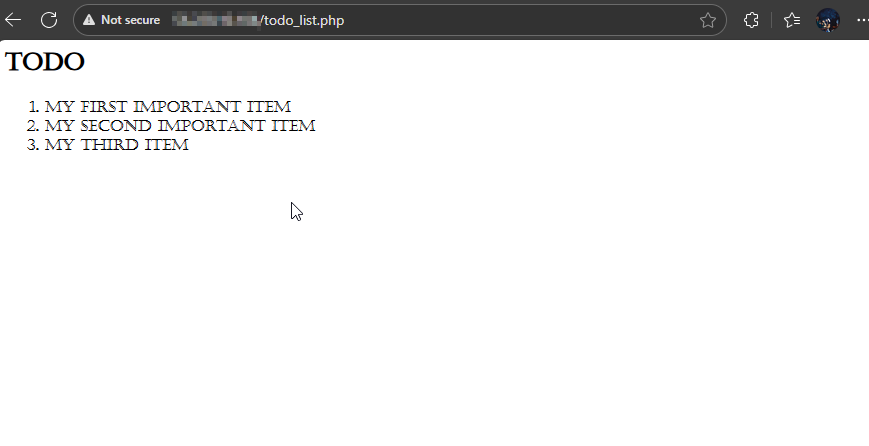 Not secure /todo_list.php
TODO
1. MY FIRST IMPORTANT ITEM
2. MY SECOND IMPORTANT ITEM
3. MY THIRD ITEM